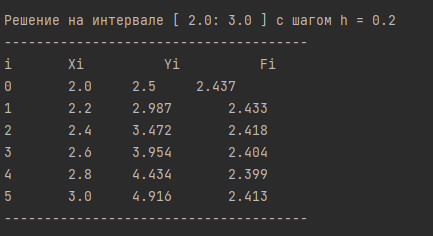 Решение на интервале [ 2.0: 3.0 ] с шагом h = 0.2
--------------------------------------
i Xi Yi Fi
0 2.0 2.5 2.437
1 2.2 2.987 2.433
2 2.4 3.472 2.418
3 2.6 3.954 2.404
4 2.8 4.434 2.399
5 3.0 4.916 2.413
--------------------------------------